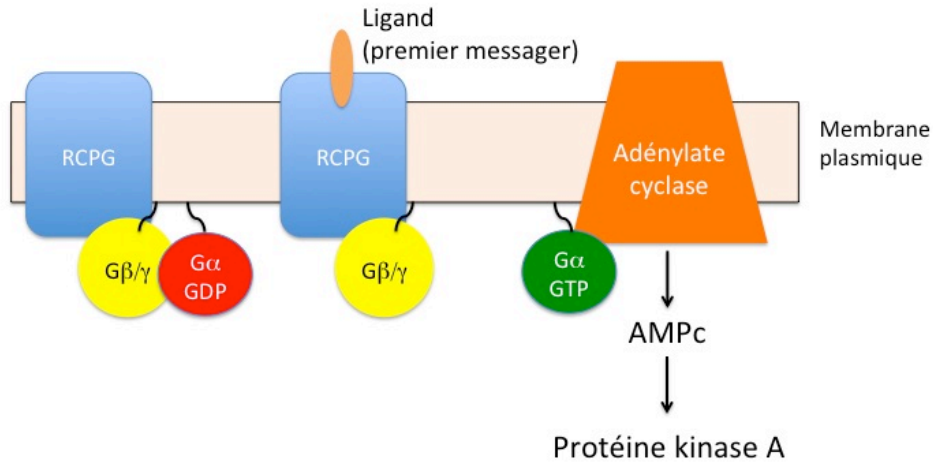 Ligand
(premier messager)
RCPG
RCPG
Adénylate
cyclase
Membrane
plasmique
Gβ/γ
Gα
GDP
Gβ/γ
Gα
GTP
AMPc
Protéine kinase A